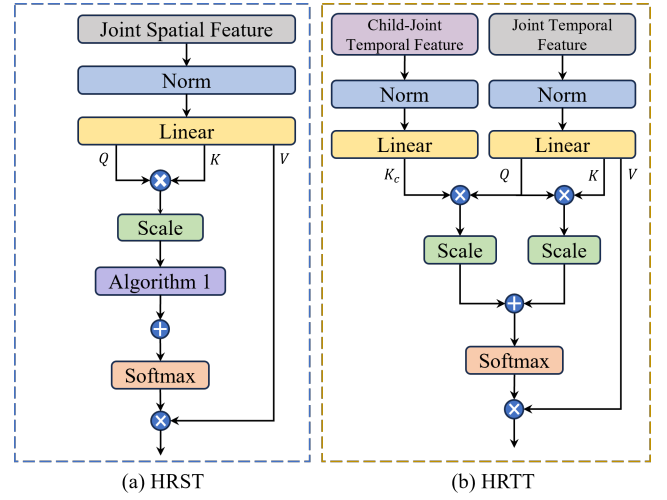 Joint Spatial Feature
Norm
Linear
Q
K
V
Scale
Algorithm 1
Softmax
(a) HRST
Child-Joint
Temporal Feature
Joint Temporal
Feature
Norm
Norm
Linear
Linear
K_c
Q
K
V
Scale
Scale
Softmax
(b) HRTT